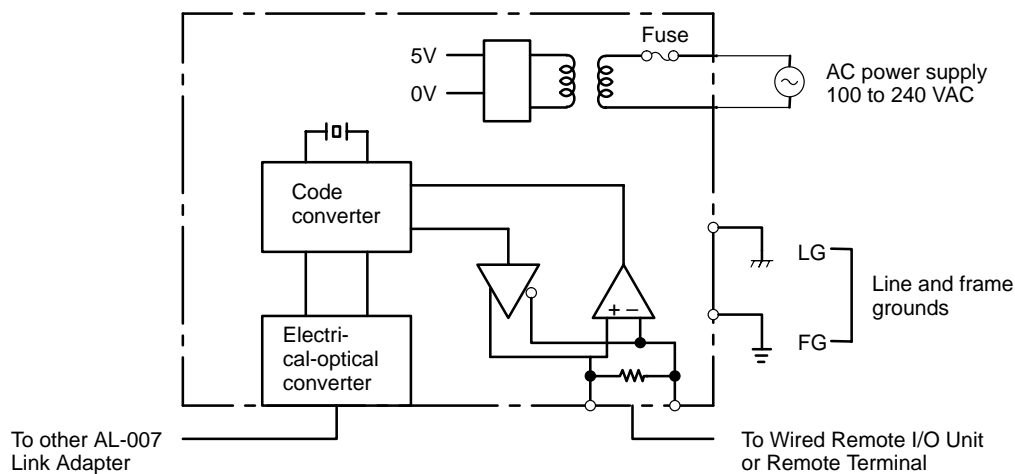 Fuse
5V
0V
AC power supply
100 to 240 VAC
Code
converter
LG
Line and frame
grounds
+ −
FG
Electri-
cal-optical
converter
To other AL-007
Link Adapter
To Wired Remote I/O Unit
or Remote Terminal